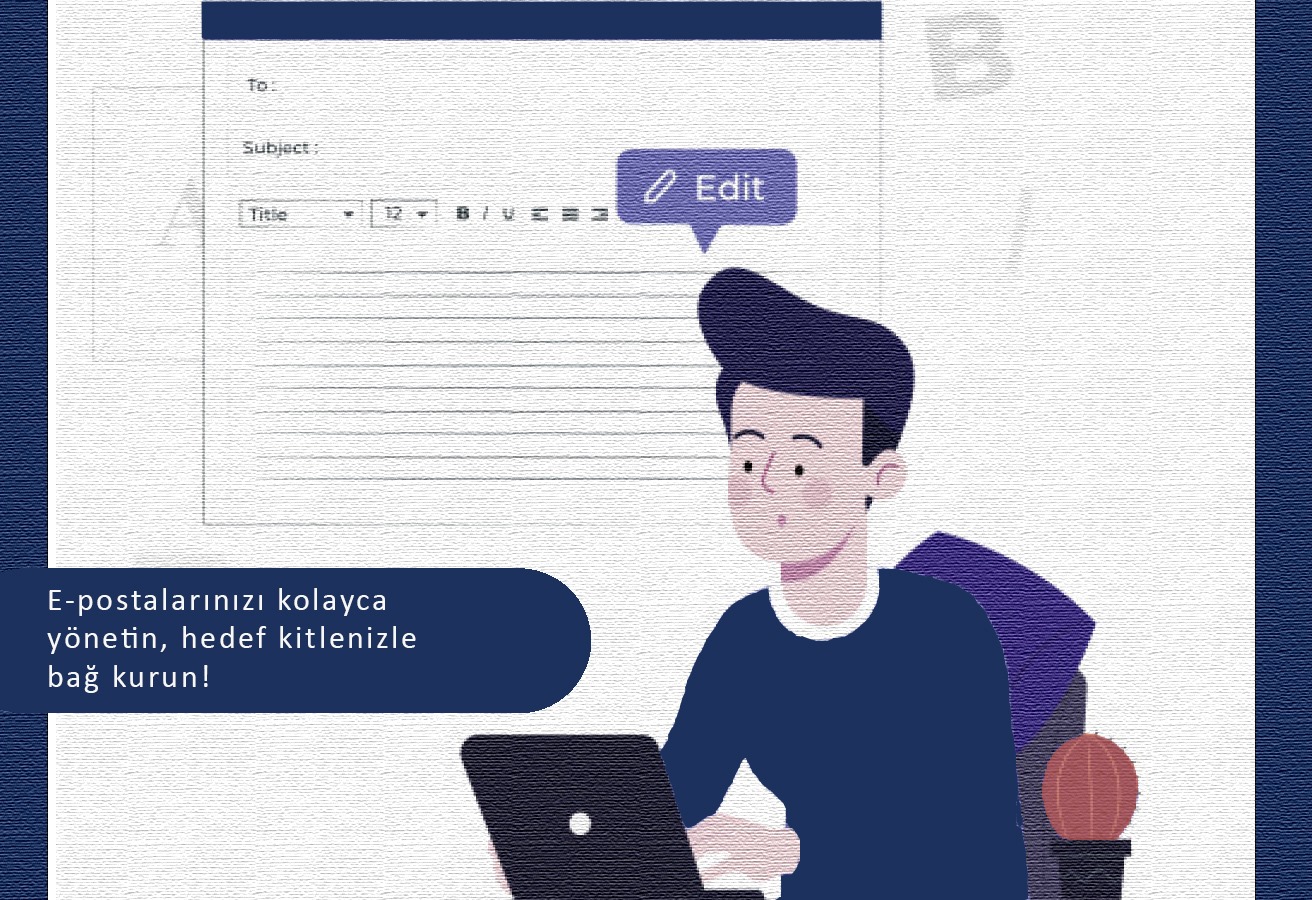 B
To :
Subject :
Edit
Title 12 B I U
A
I
E-postalarınızı kolayca
yönetin, hedef kitlenizle
bağ kurun!